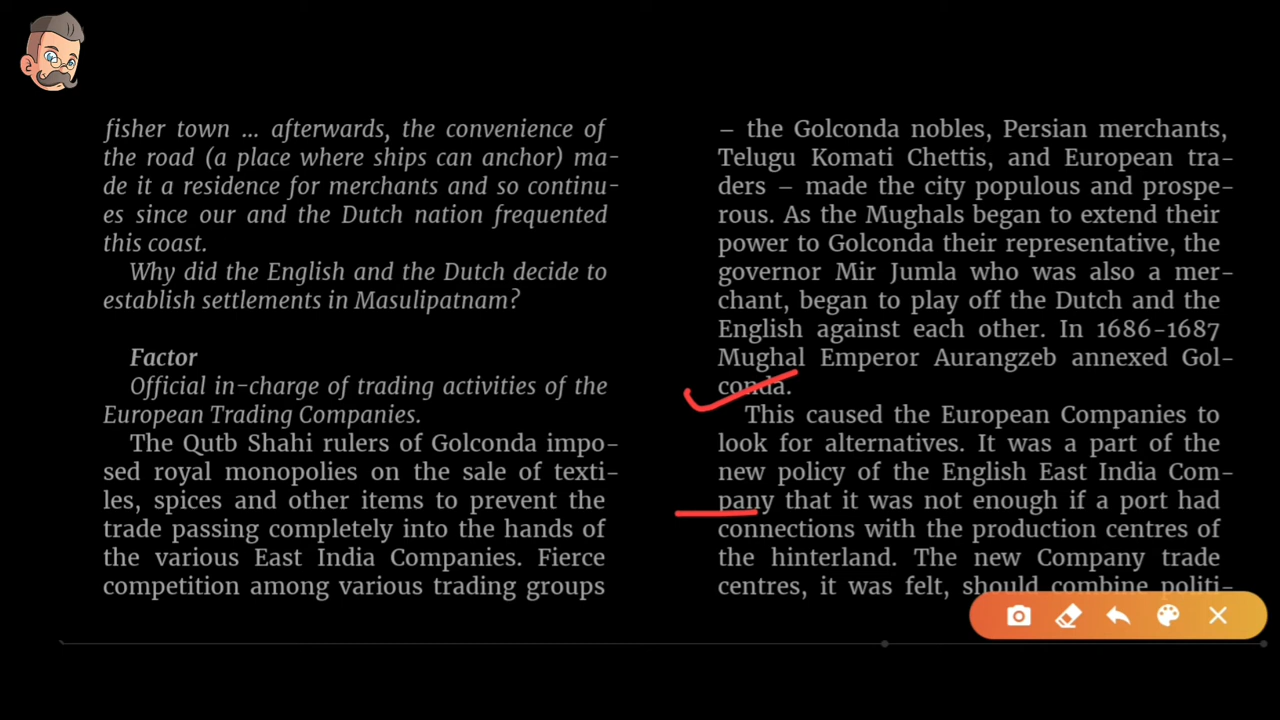 fisher town ... afterwards, the convenience of
the road (a place where ships can anchor) ma-
de it a residence for merchants and so continu-
es since our and the Dutch nation frequented
this coast.
Why did the English and the Dutch decide to
establish settlements in Masulipatnam?
Factor
Official in-charge of trading activities of the
European Trading Companies.
The Qutb Shahi rulers of Golconda impo-
sed royal monopolies on the sale of texti-
les, spices and other items to prevent the
trade passing completely into the hands of
the various East India Companies. Fierce
competition among various trading groups
– the Golconda nobles, Persian merchants,
Telugu Komati Chettis, and European tra-
ders – made the city populous and prospe-
rous. As the Mughals began to extend their
power to Golconda their representative, the
governor Mir Jumla who was also a mer-
chant, began to play off the Dutch and the
English against each other. In 1686-1687
Mughal Emperor Aurangzeb annexed Gol-
conda.
This caused the European Companies to
look for alternatives. It was a part of the
new policy of the English East India Com-
pany that it was not enough if a port had
connections with the production centres of
the hinterland. The new Company trade
centres, it was felt, should combine politi-